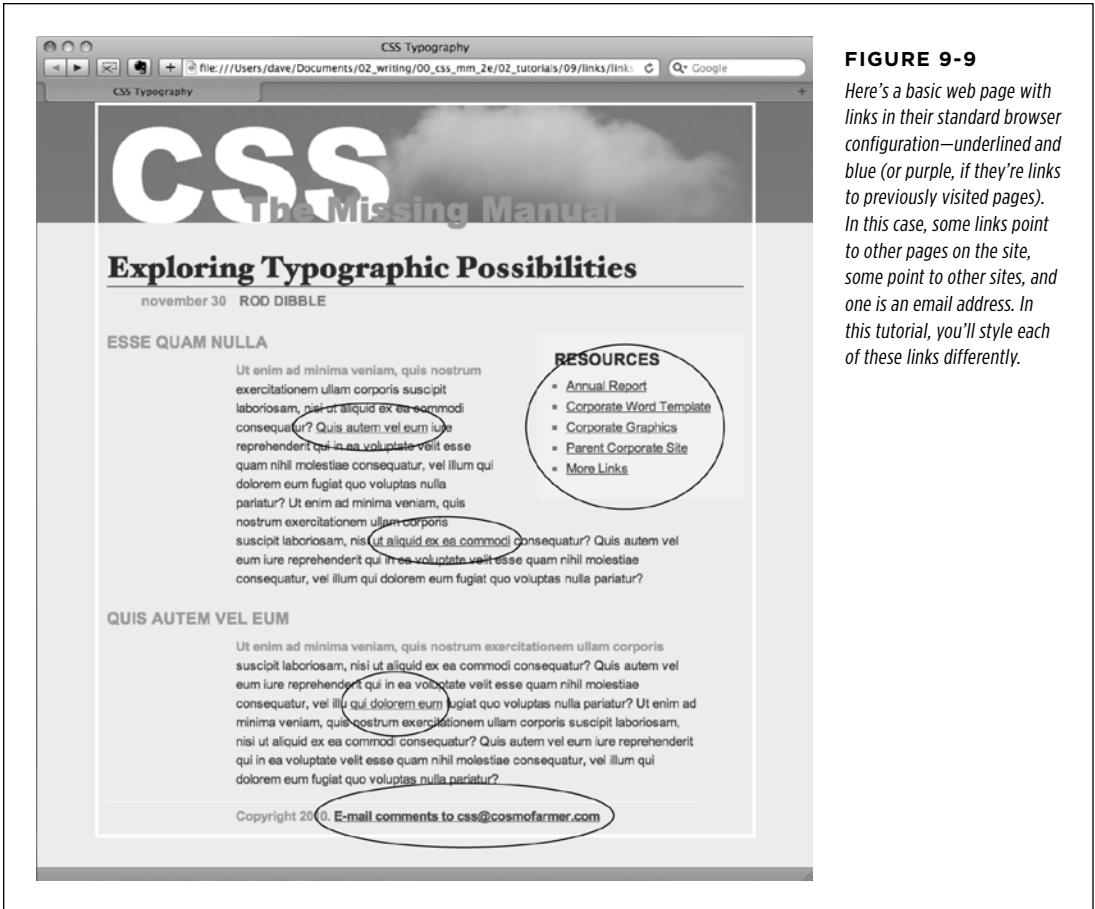 CSS Typography
file:///Users/dave/Documents/02_writing/00_css_mm_2e/02_tutorials/09/links/links
Google
CSS Typography
CSS
The Missing Manual
Exploring Typographic Possibilities
november 30 ROD DIBBLE
ESSE QUAM NULLA
Ut enim ad minima veniam, quis nostrum
exercitationem ullam corporis suscipit
laboriosam, nisi ut aliquid ex ea commodi
consequatur? Quis autem vel eum iure
reprehenderit qui in ea voluptate velit esse
quam nihil molestiae consequatur, vel illum qui
dolorem eum fugiat quo voluptas nulla
pariatur? Ut enim ad minima veniam, quis
nostrum exercitationem ullam corporis
suscipit laboriosam, nisi ut aliquid ex ea commodi consequatur? Quis autem vel
eum iure reprehenderit qui in ea voluptate velit esse quam nihil molestiae
consequatur, vel illum qui dolorem eum fugiat quo voluptas nulla pariatur?
RESOURCES
Annual Report
Corporate Word Template
Corporate Graphics
Parent Corporate Site
More Links
QUIS AUTEM VEL EUM
Ut enim ad minima veniam, quis nostrum exercitationem ullam corporis
suscipit laboriosam, nisi ut aliquid ex ea commodi consequatur? Quis autem vel
eum iure reprehenderit qui in ea voluptate velit esse quam nihil molestiae
consequatur, vel illu qui dolorem eum fugiat quo voluptas nulla pariatur? Ut enim ad
minima veniam, quis nostrum exercitationem ullam corporis suscipit laboriosam,
nisi ut aliquid ex ea commodi consequatur? Quis autem vel eum iure reprehenderit
qui in ea voluptate velit esse quam nihil molestiae consequatur, vel illum qui
dolorem eum fugiat quo voluptas nulla pariatur?
Copyright 2010. E-mail comments to css@cosmofarmer.com
FIGURE 9-9
Here's a basic web page with
links in their standard browser
configuration—underlined and
blue (or purple, if they're links
to previously visited pages).
In this case, some links point
to other pages on the site,
some point to other sites, and
one is an email address. In
this tutorial, you'll style each
of these links differently.